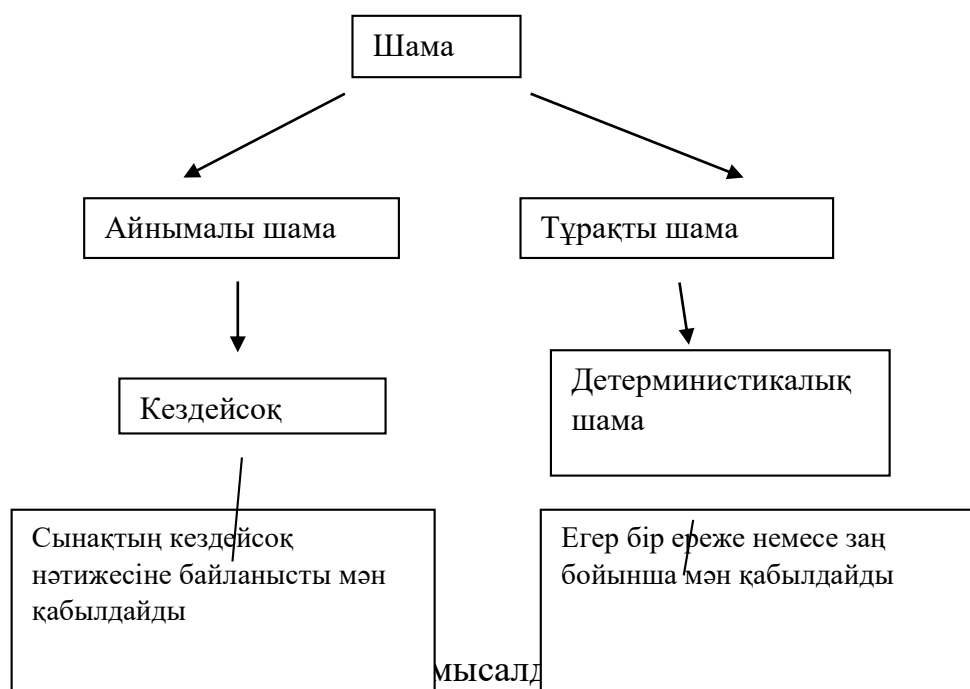 Шама
Айнымалы шама
Тұрақты шама
Кездейсоқ
Детерминистикалық
шама
Сынақтың кездейсоқ
нәтижесіне байланысты мән
қабылдайды
Егер бір ереже немесе заң
бойынша мән қабылдайды